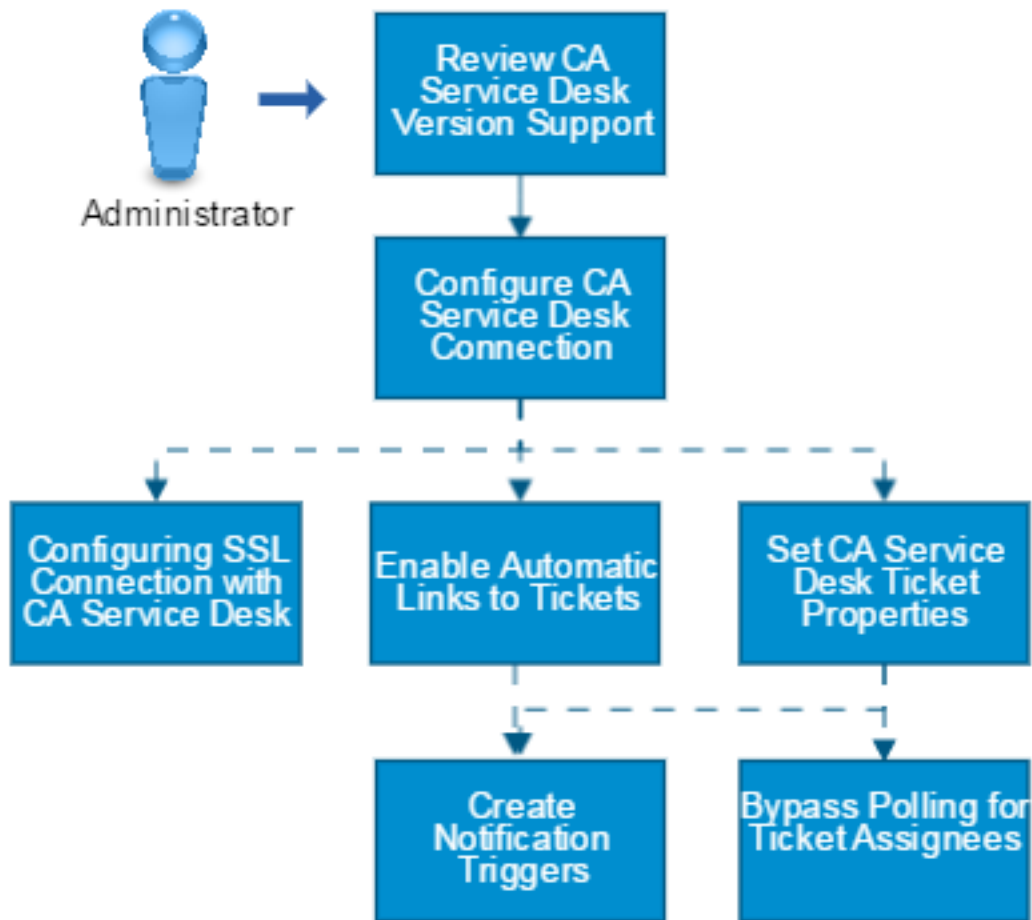 Review CA
Service Desk
Version Support
Administrator
Configure CA
Service Desk
Connection
Configuring SSL
Connection with
CA Service Desk
Enable Automatic
Links to Tickets
Set CA Service
Desk Ticket
Properties
Create
Notification
Triggers
Bypass Polling for
Ticket Assignees